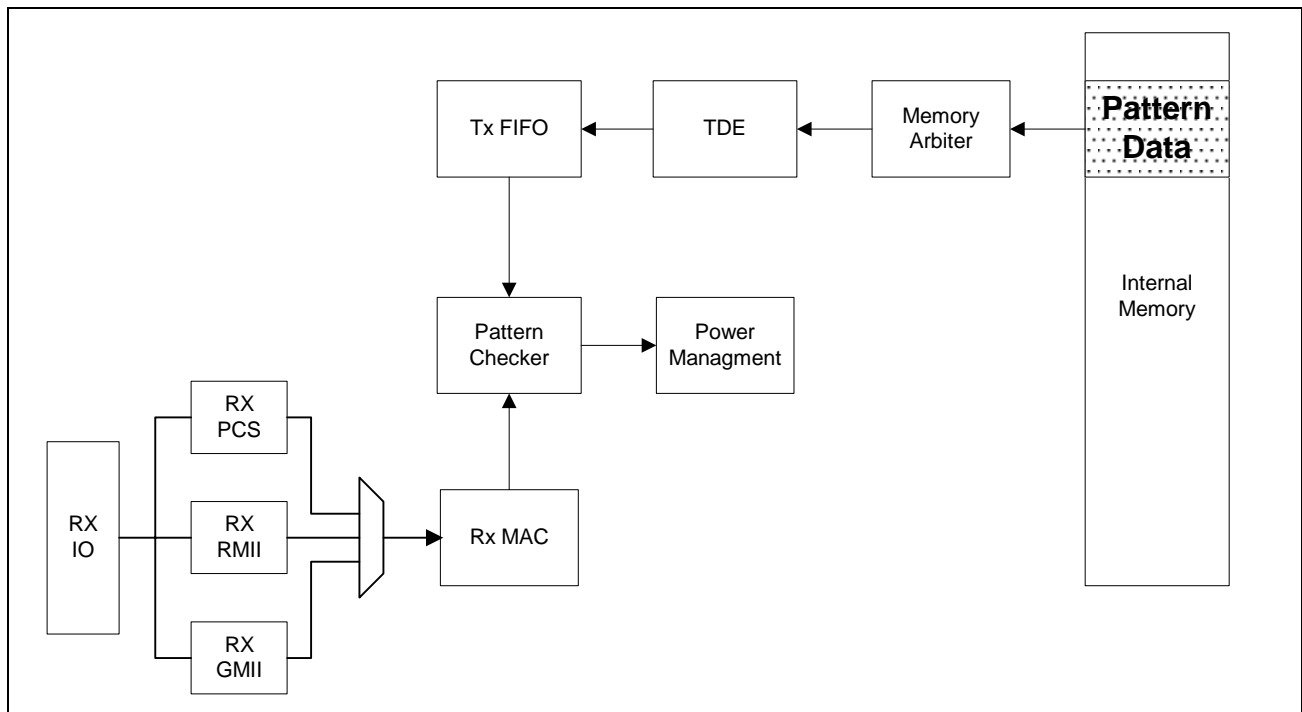 Tx FIFO
TDE
Memory
Arbiter
Pattern
Data
Internal
Memory
Pattern
Checker
Power
Managment
RX
PCS
RX
IO
RX
RMII
Rx MAC
RX
GMII